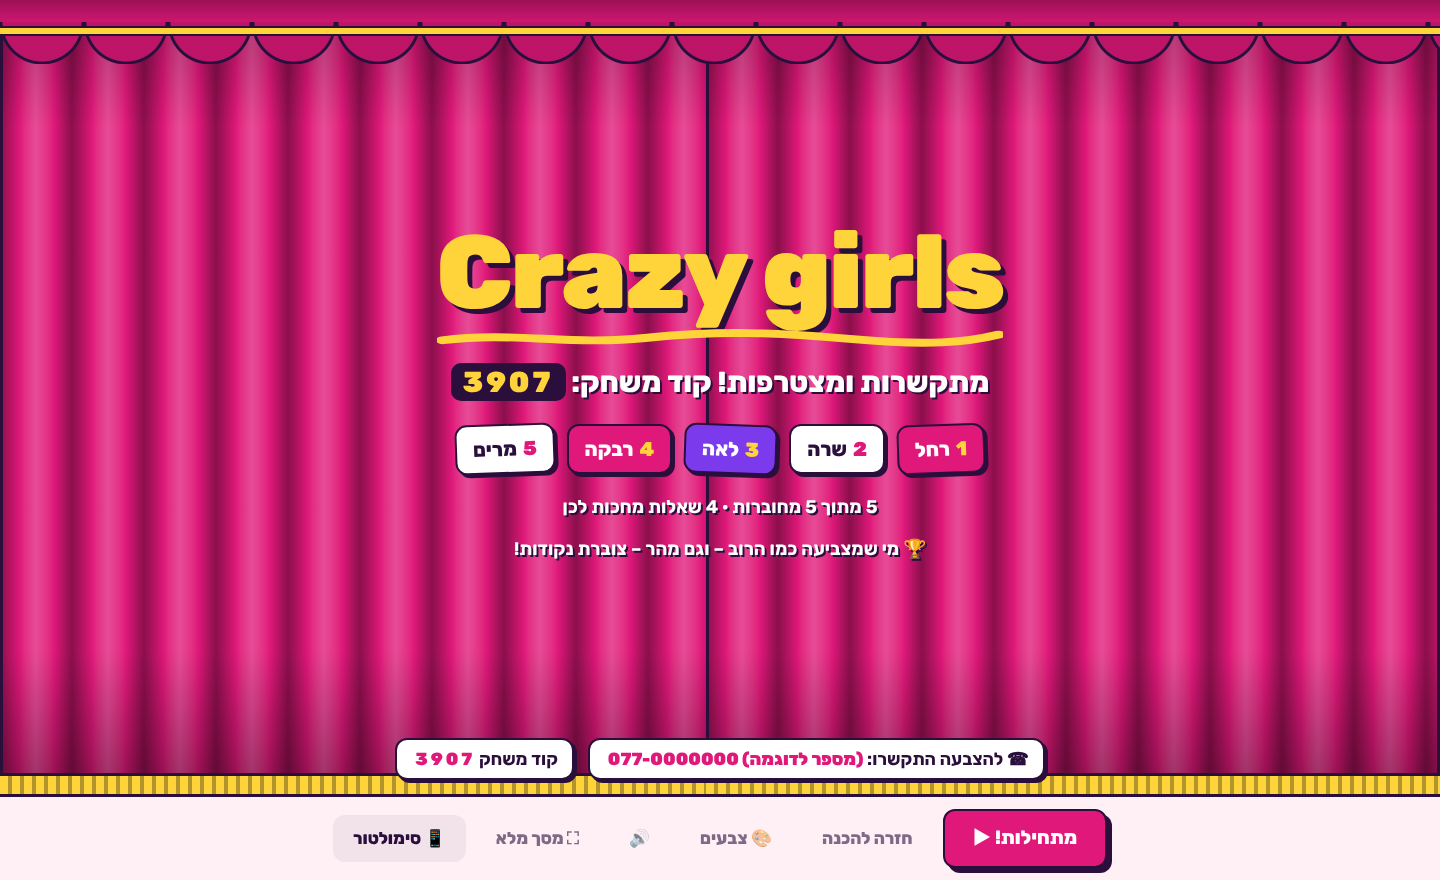 Crazy girls
מתקשרות ומצטרפות! קוד משחק: 3907
1 רחל 2 שרה 3 לאה 4 רבקה 5 מרים
5 מתוך 5 מחוברות • 4 שאלות מחכות לכן
🏆 מי שמצביעה כמו הרוב – וגם מהר – צוברת נקודות!
☎ להצבעה התקשרו: (מספר לדוגמה) 077-0000000 קוד משחק 3907
מתחילות! ▶ חזרה להכנה 🎨 צבעים 🔊 ⛶ מסך מלא 📱 סימולטור